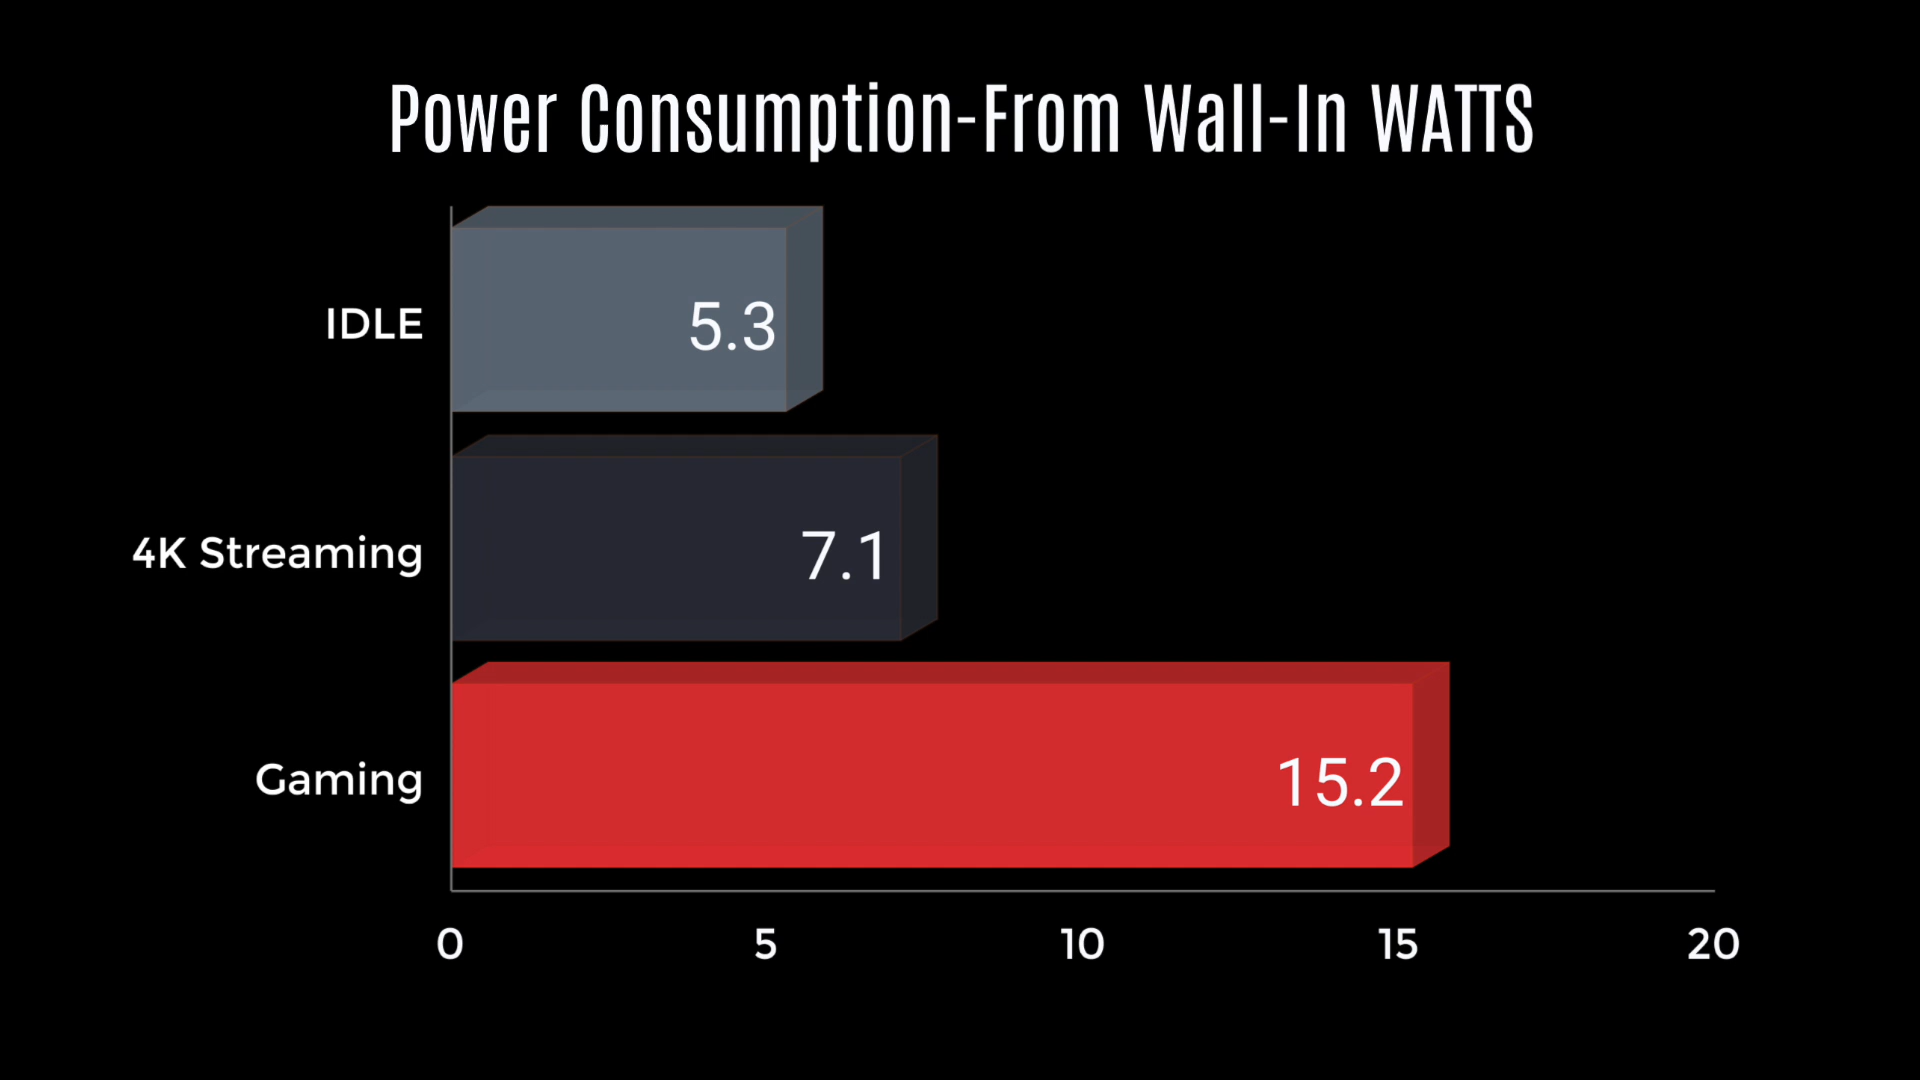 Power Consumption-From Wall-In WATTS
IDLE
5.3
4K Streaming
7.1
Gaming
15.2
0 5 10 15 20